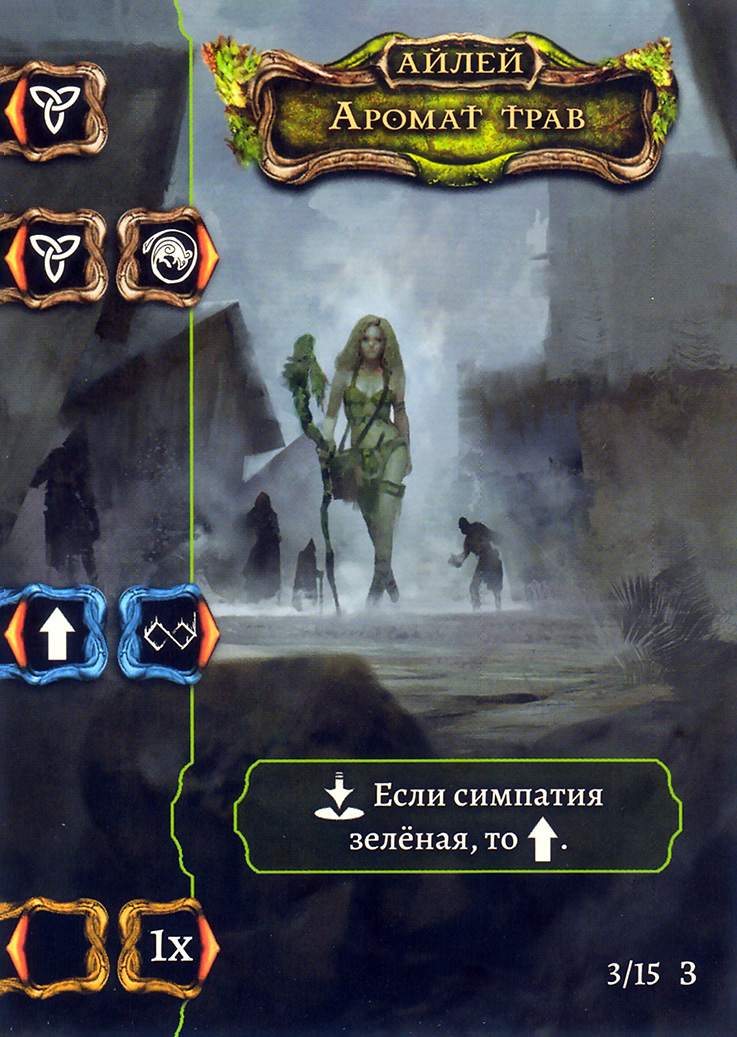 АЙЛЕЙ
Аромат трав
Если симпатия
зелёная, то .
1x
3/15 3